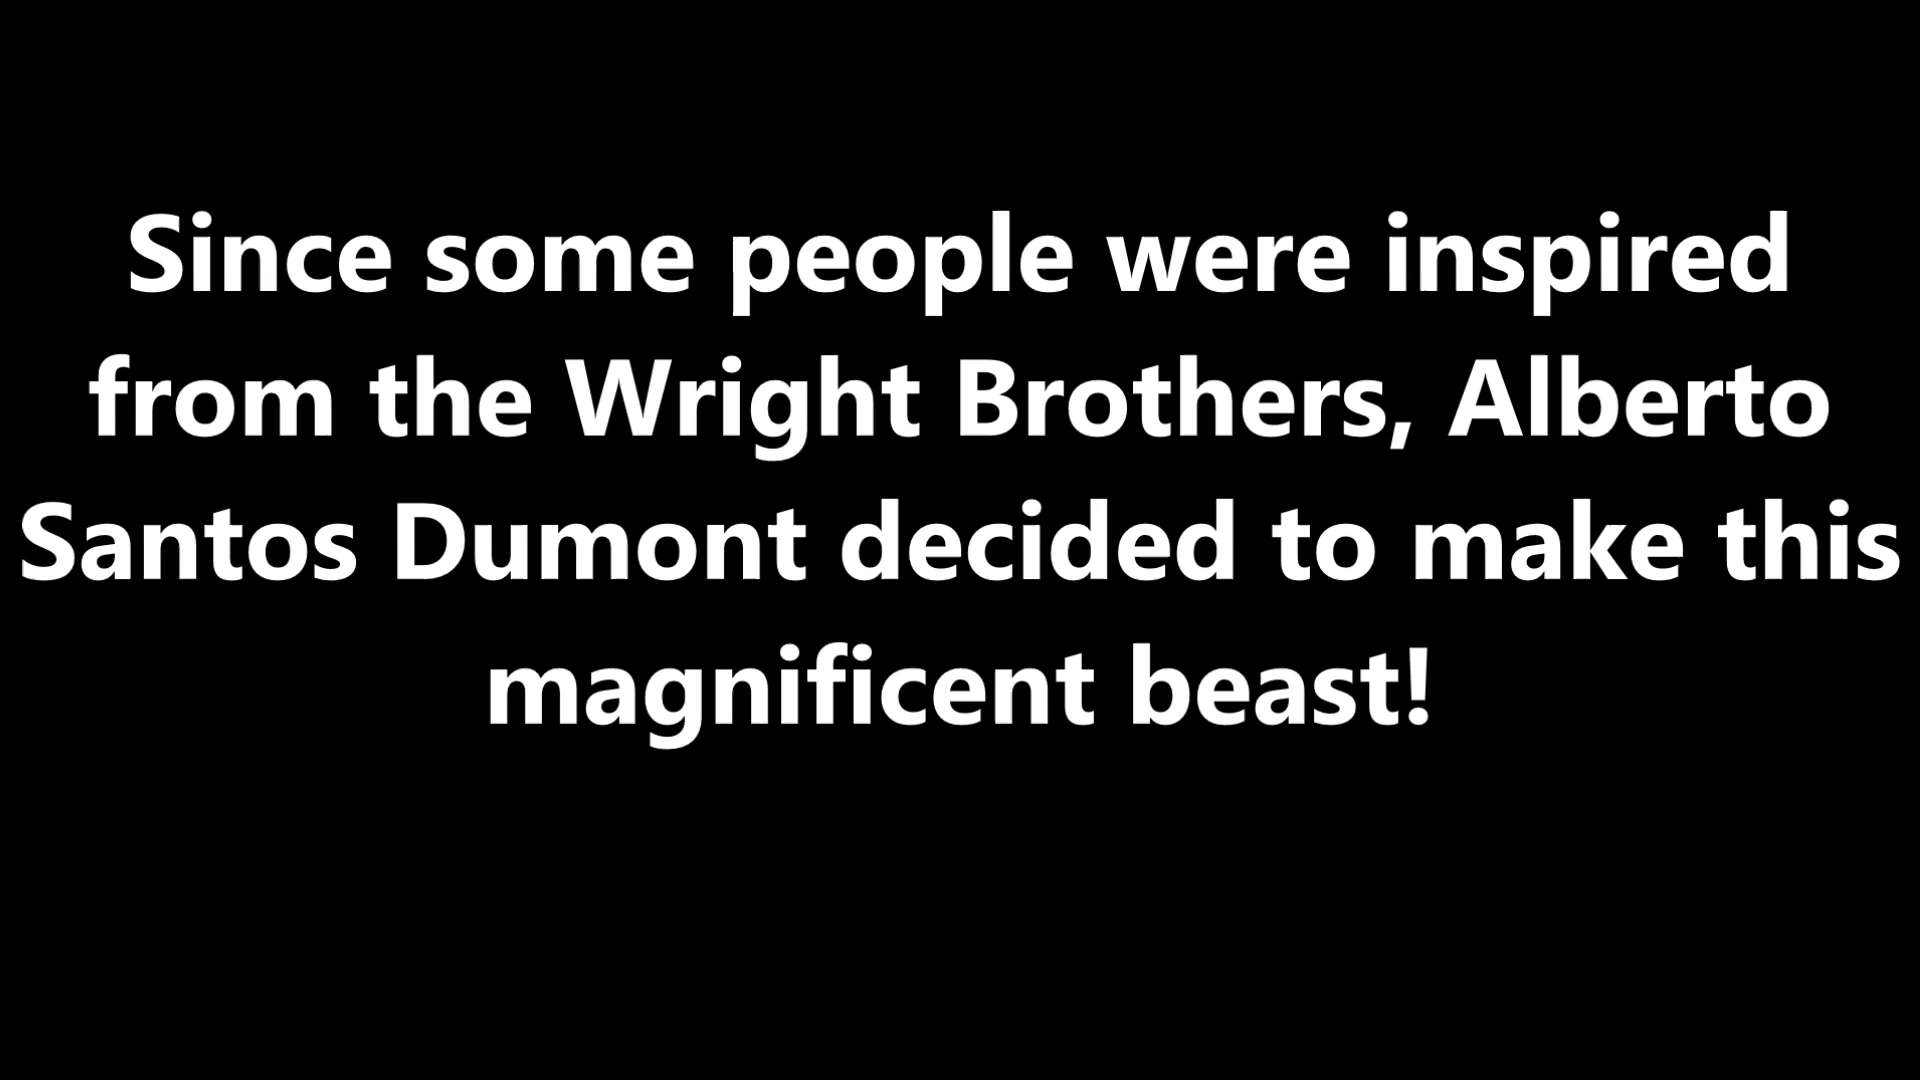 Since some people were inspired
from the Wright Brothers, Alberto
Santos Dumont decided to make this
magnificent beast!